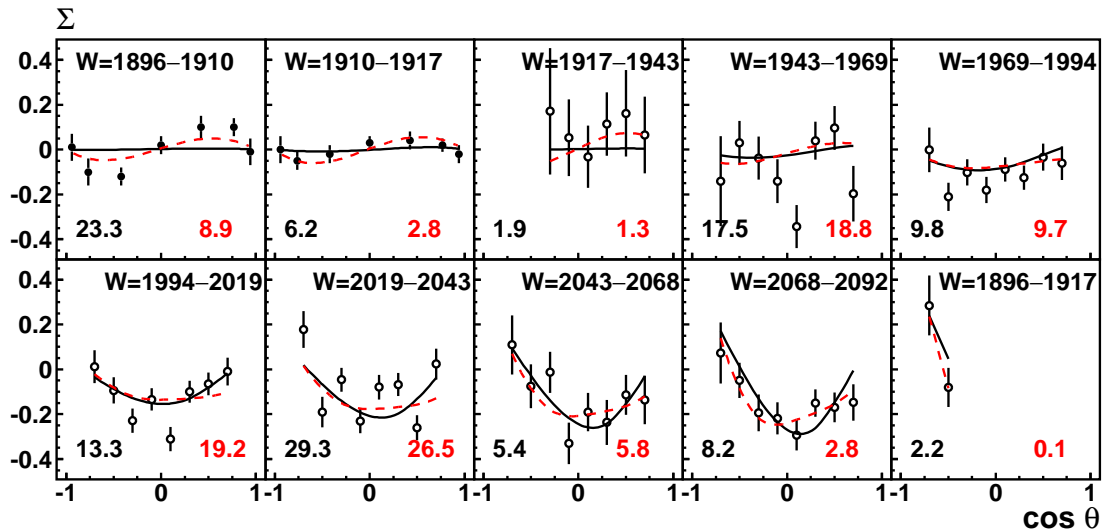 Σ
0.4
0.2
0
-0.2
-0.4
W=1896–1910
23.3
8.9
W=1910–1917
6.2
2.8
W=1917–1943
1.9
1.3
W=1943–1969
17.5
18.8
W=1969–1994
9.8
9.7
0.4
0.2
0
-0.2
-0.4
W=1994–2019
13.3
19.2
W=2019–2043
29.3
26.5
W=2043–2068
5.4
5.8
W=2068–2092
8.2
2.8
W=1896–1917
2.2
0.1
-1 0 1 -1 0 1 -1 0 1 -1 0 1 -1 0 1
cos θ